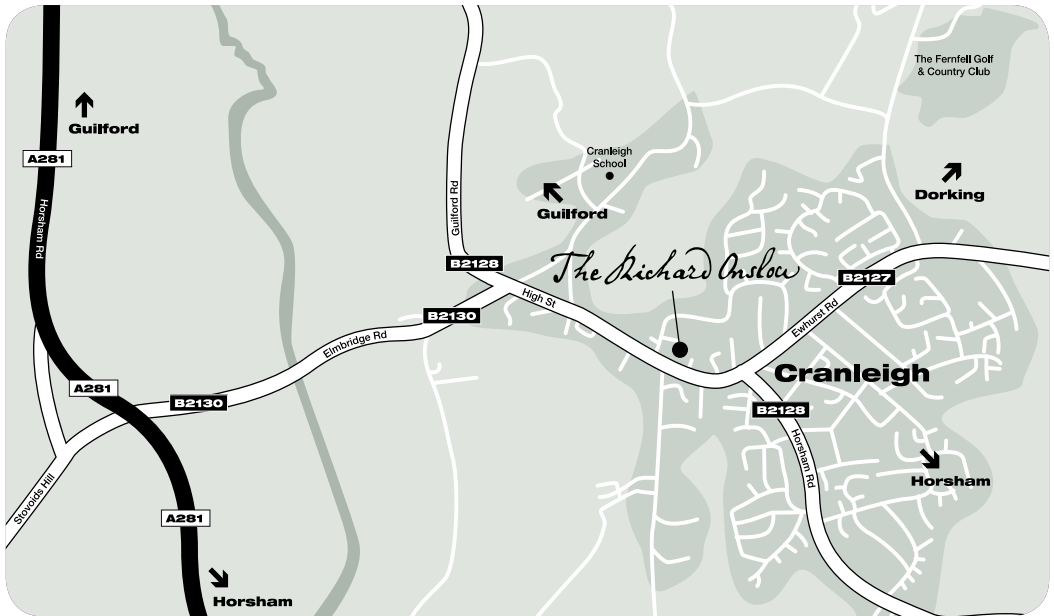 The Fernfell Golf
& Country Club
Guilford
A281
Cranleigh
School
Dorking
Guilford
Horsham Rd
Guilford Rd
B2128
The Richard Onslow
B2127
High St
B2130
Ewhurst Rd
Elmbridge Rd
Cranleigh
A281
B2130
B2128
Horsham Rd
Horsham
Stovoids Hill
A281
Horsham